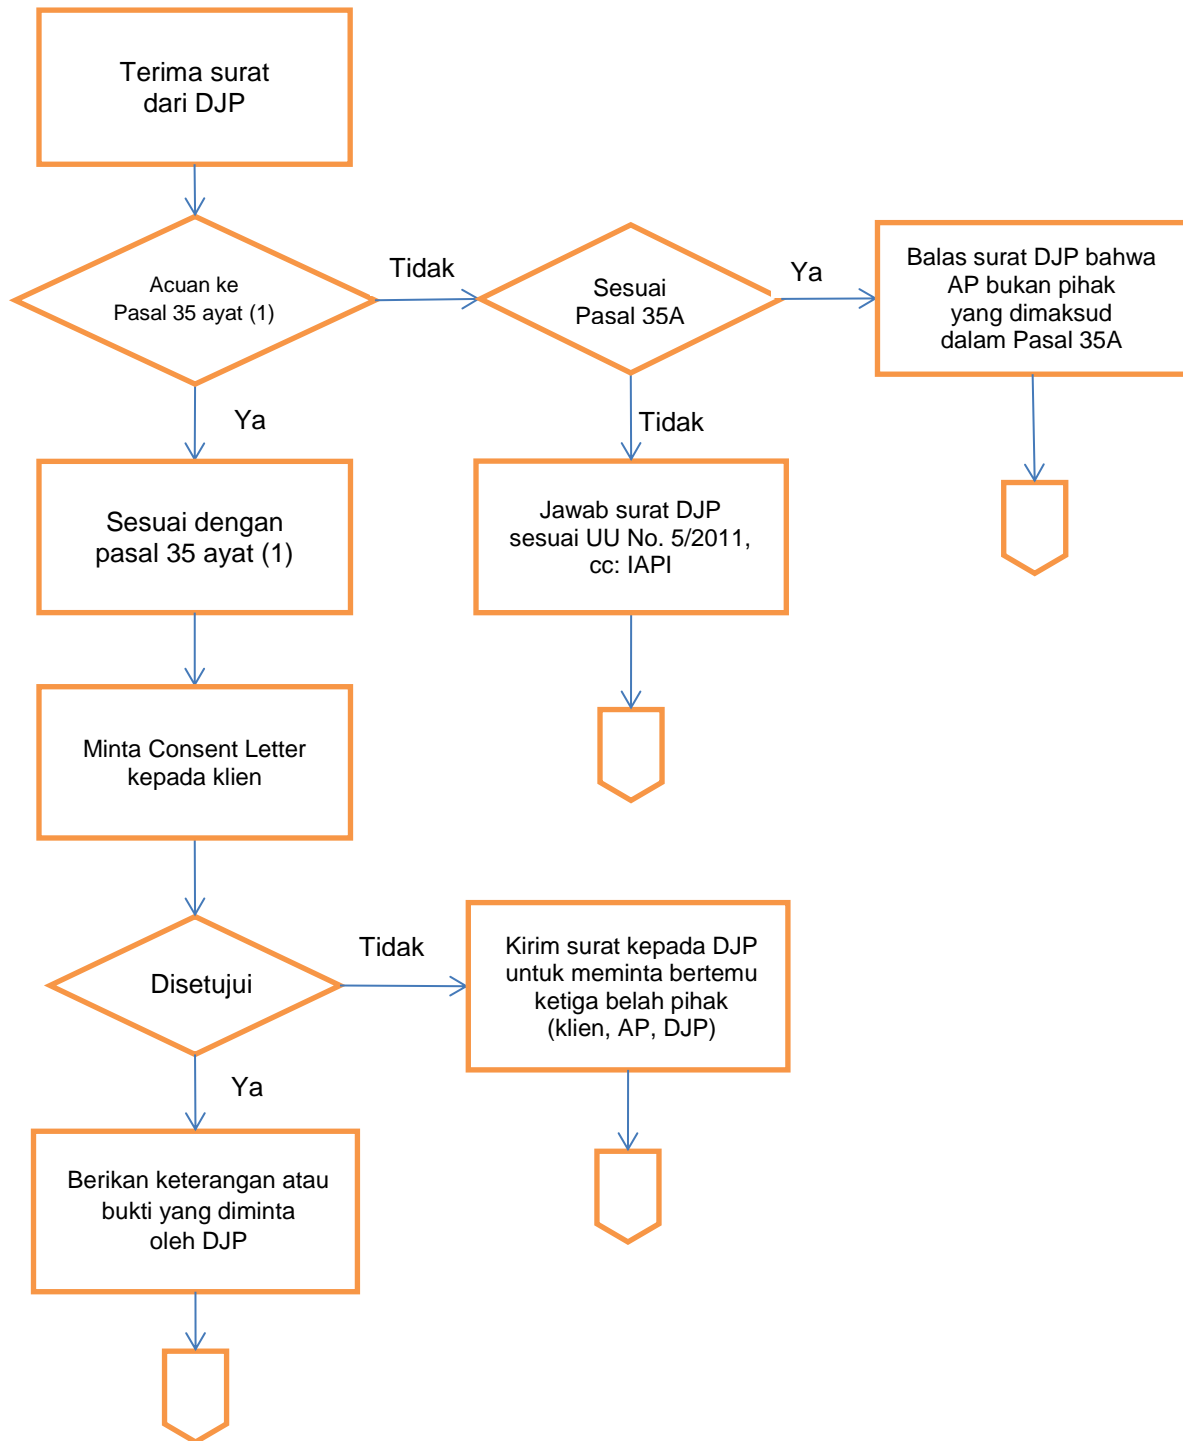 Terima surat
dari DJP
Acuan ke
Pasal 35 ayat (1)
Tidak
Sesuai
Pasal 35A
Ya
Balas surat DJP bahwa
AP bukan pihak
yang dimaksud
dalam Pasal 35A
Ya
Tidak
Sesuai dengan
pasal 35 ayat (1)
Jawab surat DJP
sesuai UU No. 5/2011,
cc: IAPI
Minta Consent Letter
kepada klien
Disetujui
Tidak
Kirim surat kepada DJP
untuk meminta bertemu
ketiga belah pihak
(klien, AP, DJP)
Ya
Berikan keterangan atau
bukti yang diminta
oleh DJP